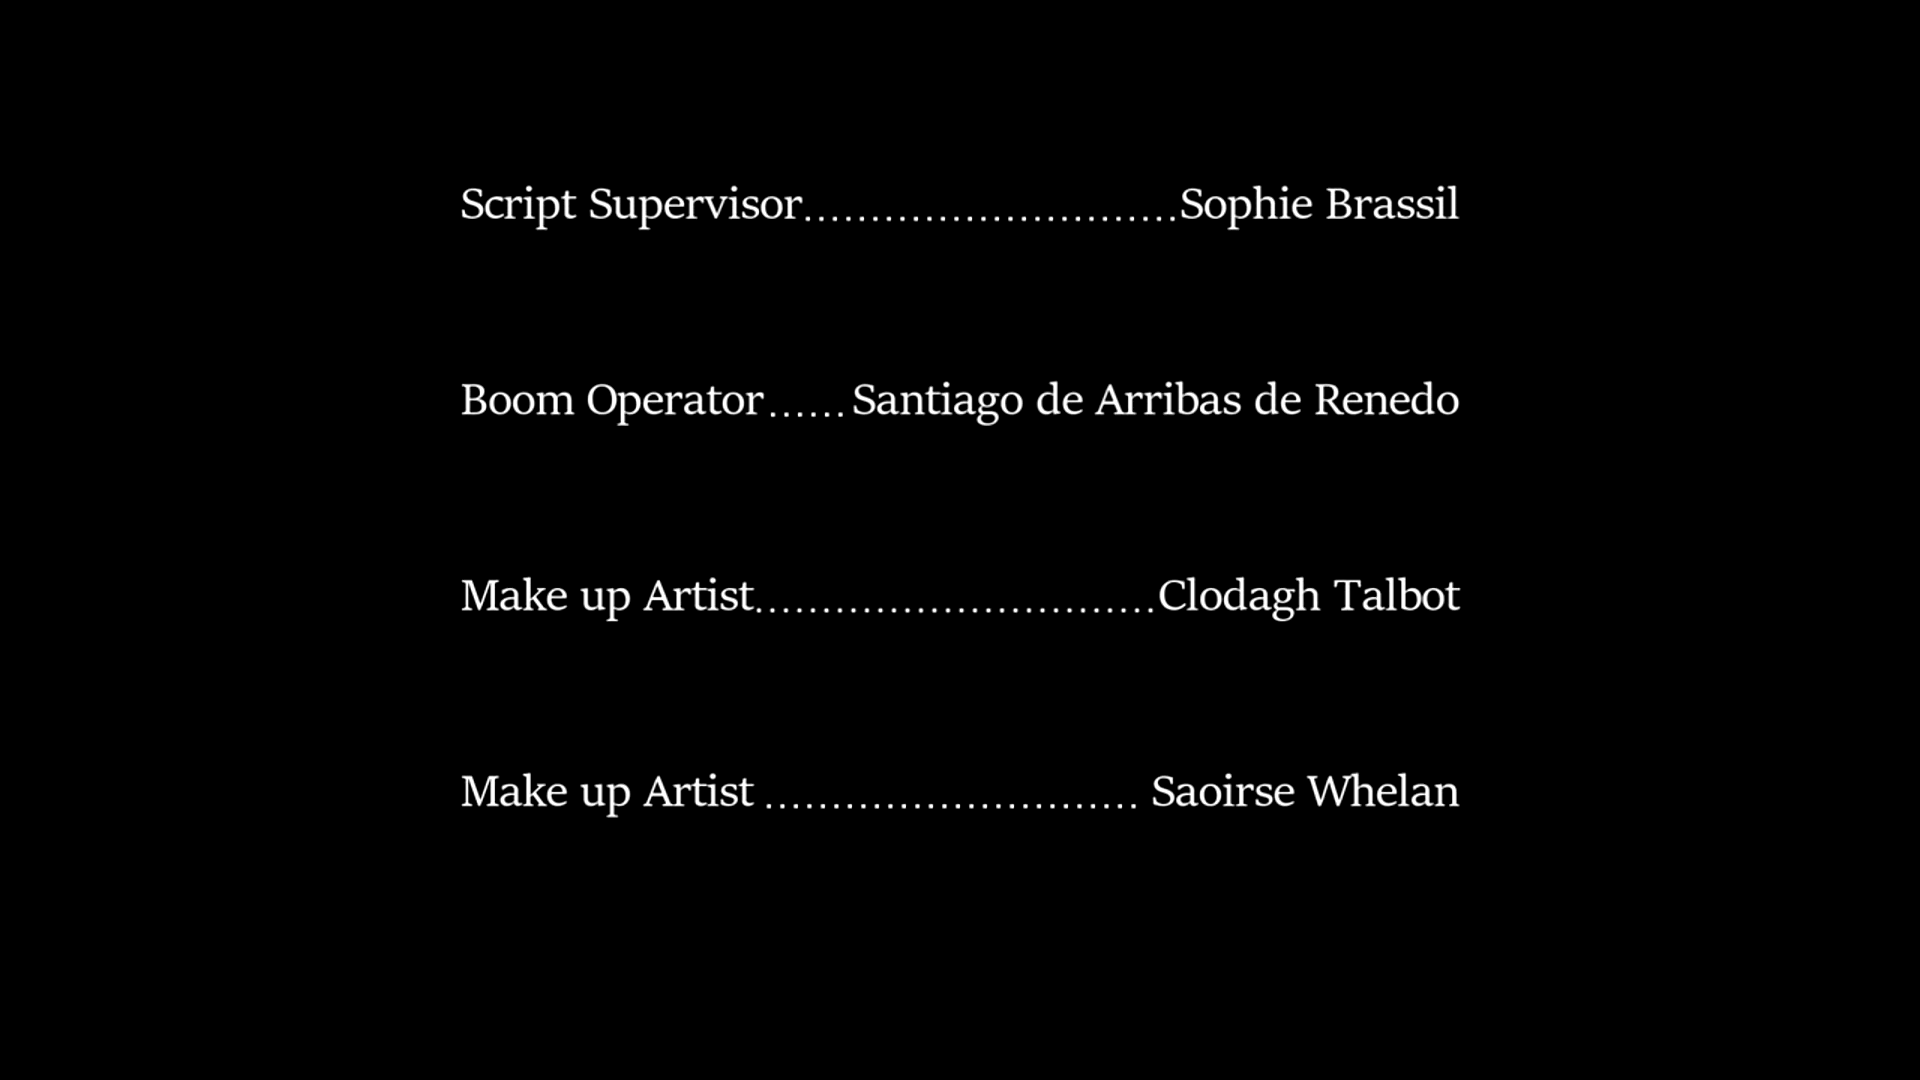 Script Supervisor............................Sophie Brassil
Boom Operator......Santiago de Arribas de Renedo
Make up Artist..............................Clodagh Talbot
Make up Artist ............................ Saoirse Whelan